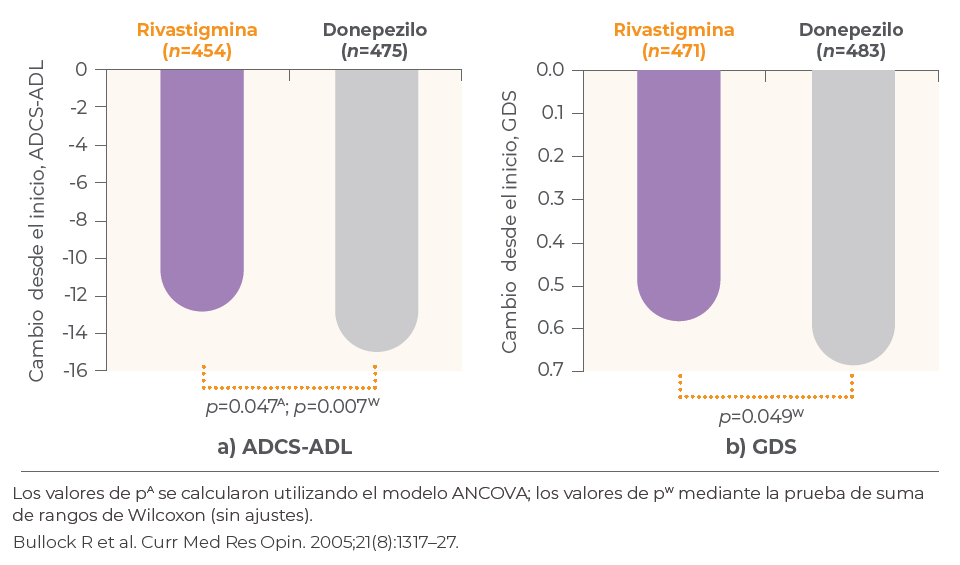 Rivastigmina
(n=454)
Donepezilo
(n=475)
Cambio desde el inicio, ADCS-ADL
0
-2
-4
-6
-8
-10
-12
-14
-16
p=0.047ᴬ; p=0.007ᵂ
a) ADCS-ADL
Rivastigmina
(n=471)
Donepezilo
(n=483)
Cambio desde el inicio, GDS
0.0
0.1
0.2
0.3
0.4
0.5
0.6
0.7
p=0.049ᵂ
b) GDS
Los valores de pᴬ se calcularon utilizando el modelo ANCOVA; los valores de pᵂ mediante la prueba de suma
de rangos de Wilcoxon (sin ajustes).
Bullock R et al. Curr Med Res Opin. 2005;21(8):1317–27.